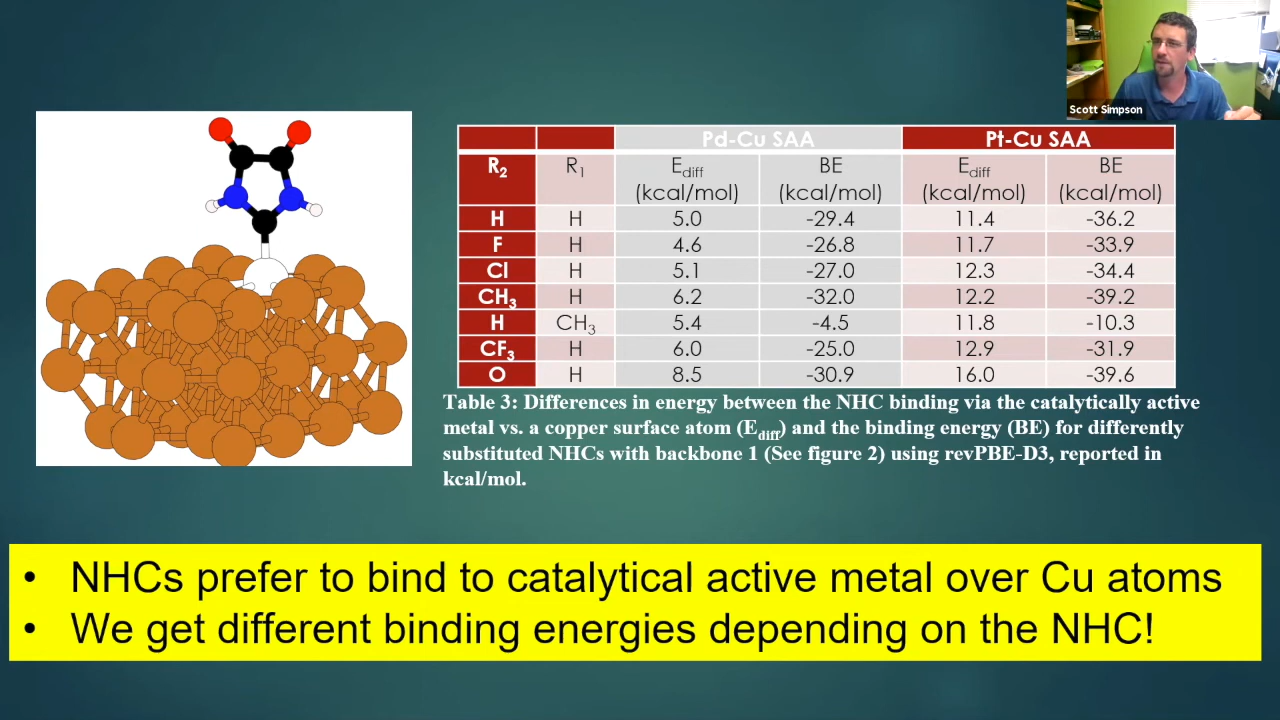 Scott Simpson
Pd-Cu SAA Pt-Cu SAA
R₂ R₁ E_diff (kcal/mol) BE (kcal/mol) E_diff (kcal/mol) BE (kcal/mol)
H H 5.0 -29.4 11.4 -36.2
F H 4.6 -26.8 11.7 -33.9
Cl H 5.1 -27.0 12.3 -34.4
CH₃ H 6.2 -32.0 12.2 -39.2
H CH₃ 5.4 -4.5 11.8 -10.3
CF₃ H 6.0 -25.0 12.9 -31.9
O H 8.5 -30.9 16.0 -39.6
Table 3: Differences in energy between the NHC binding via the catalytically active
metal vs. a copper surface atom (E_diff) and the binding energy (BE) for differently
substituted NHCs with backbone 1 (See figure 2) using revPBE-D3, reported in
kcal/mol.
• NHCs prefer to bind to catalytical active metal over Cu atoms
• We get different binding energies depending on the NHC!